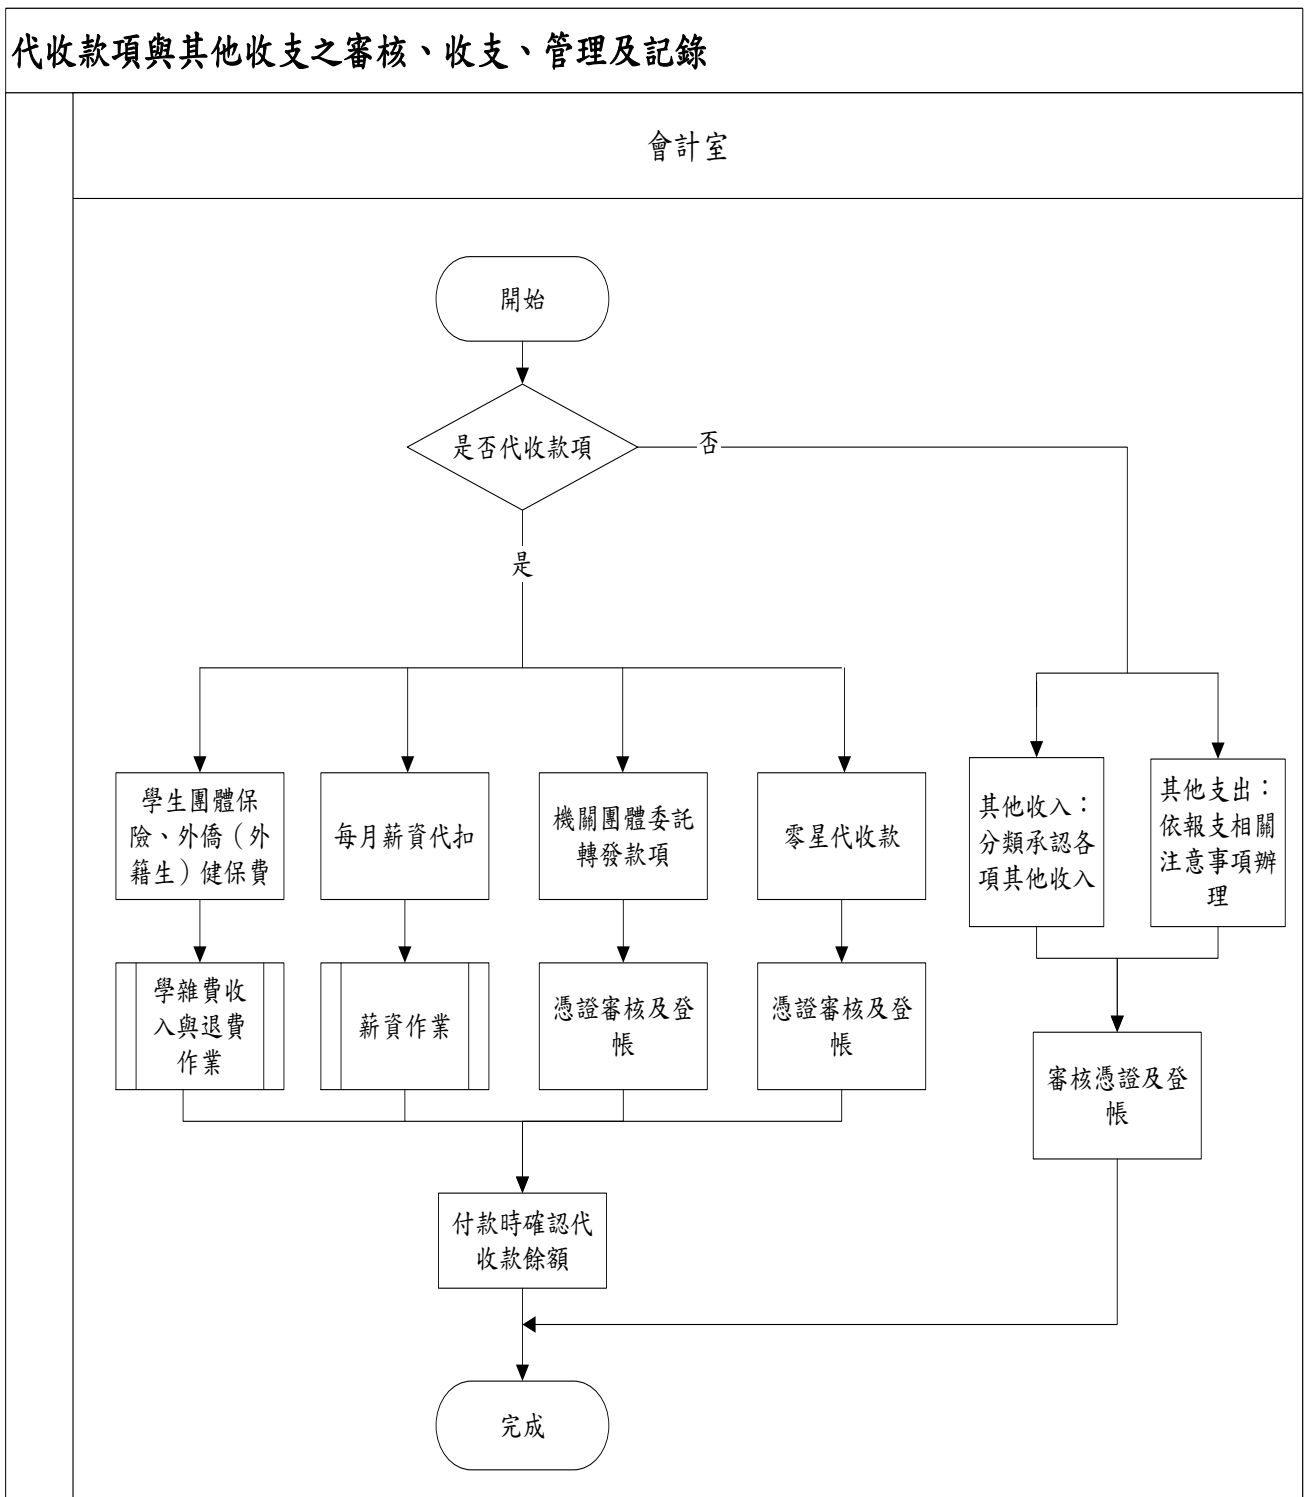 代收款項與其他收支之審核、收支、管理及記錄
會計室
開始
是否代收款項
否
是
學生團體保
險、外僑（外
籍生）健保費
每月薪資代扣
機關團體委託
轉發款項
零星代收款
其他收入：
分類承認各
項其他收入
其他支出：
依報支相關
注意事項辦
理
學雜費收
入與退費
作業
薪資作業
憑證審核及登
帳
憑證審核及登
帳
審核憑證及登
帳
付款時確認代
收款餘額
完成